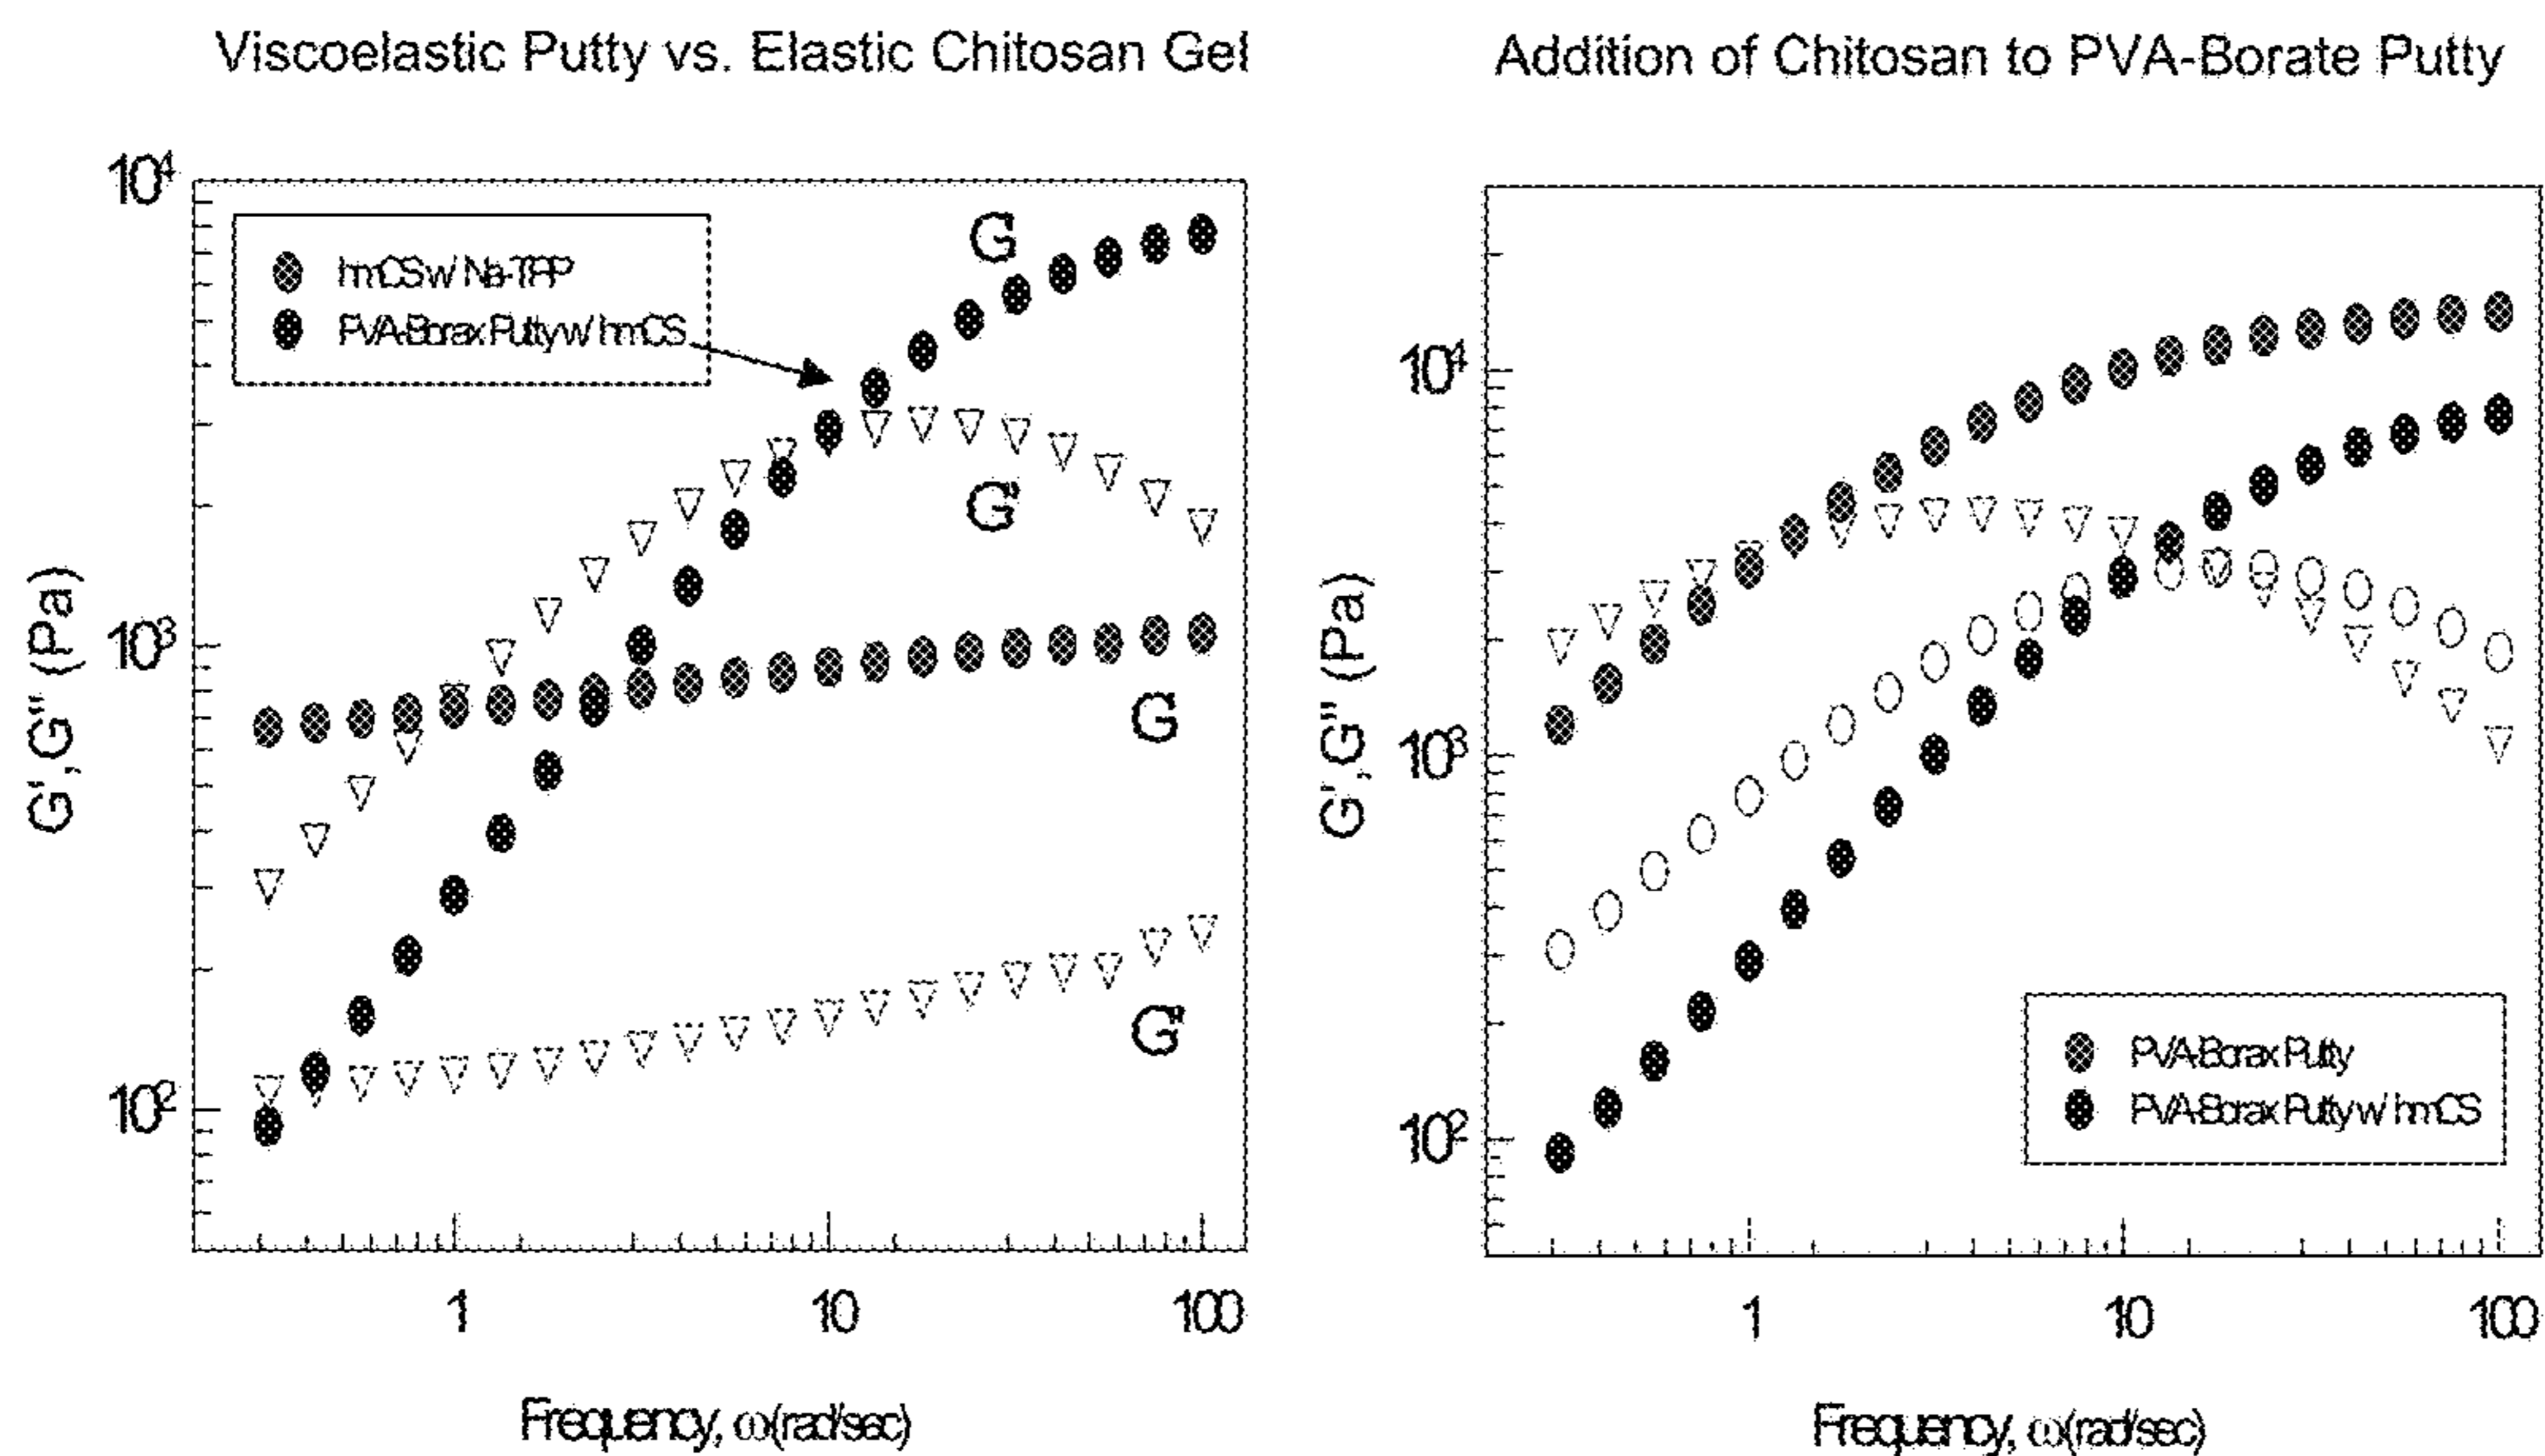 Viscoelastic Putty vs. Elastic Chitosan Gel
10⁴
hmCS w/ Na-TPP
PVA-Borax Putty w/ hmCS
G
G''
10³
G
G''
10²
G',G'' (Pa)
1 10 100
Frequency, ω(rad/sec)
Addition of Chitosan to PVA-Borate Putty
10⁴
10³
10²
G',G'' (Pa)
PVA-Borax Putty
PVA-Borax Putty w/ hmCS
1 10 100
Frequency, ω(rad/sec)